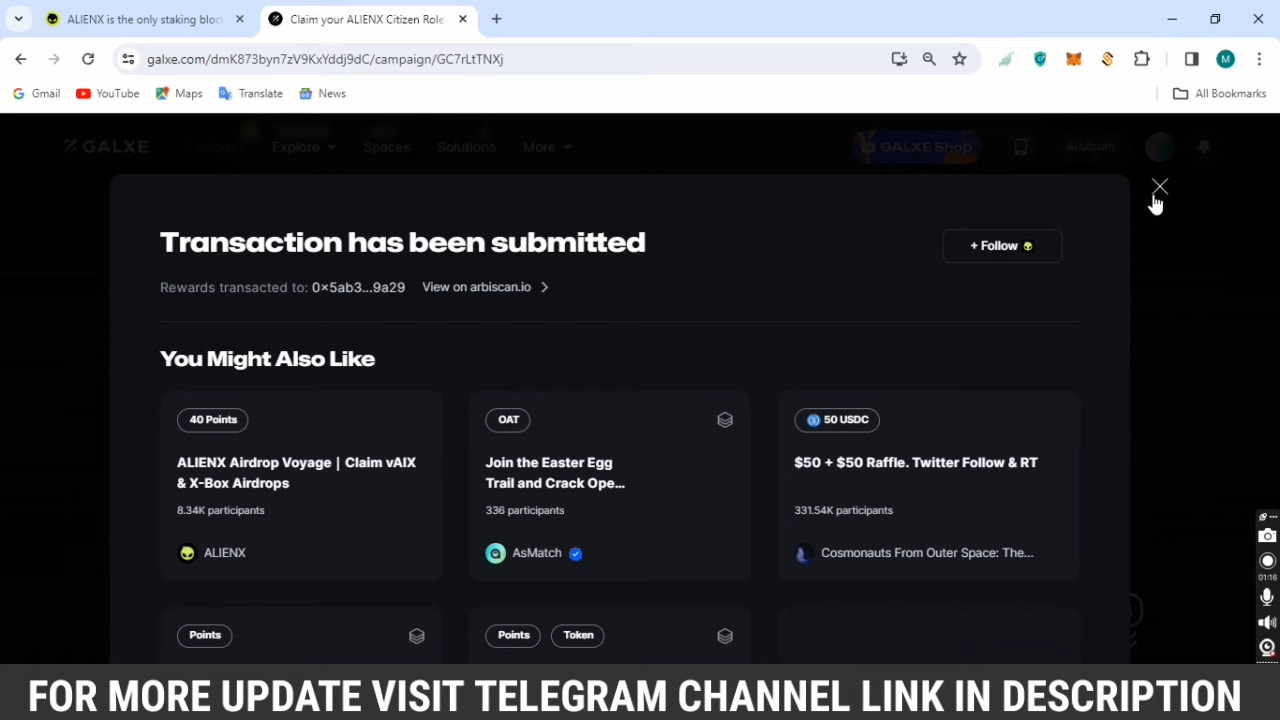 ALIENX is the only staking bloc
Claim your ALIENX Citizen Role
galxe.com/dmK873byn7zV9KxYddj9dC/campaign/GC7rLtTNXj
M
Gmail
YouTube
Maps
Translate
News
All Bookmarks
GALXE
Compass
Explore
Spaces
Solutions
More
GALXE Shop
Arbitrum
Transaction has been submitted
+ Follow
Rewards transacted to: 0x5ab3...9a29 View on arbiscan.io
You Might Also Like
40 Points
ALIENX Airdrop Voyage | Claim vAIX
& X-Box Airdrops
8.34K participants
ALIENX
OAT
Join the Easter Egg
Trail and Crack Ope...
336 participants
AsMatch
50 USDC
$50 + $50 Raffle. Twitter Follow & RT
331.54K participants
Cosmonauts From Outer Space: The...
Points
Points
Token
01:16
FOR MORE UPDATE VISIT TELEGRAM CHANNEL LINK IN DESCRIPTION